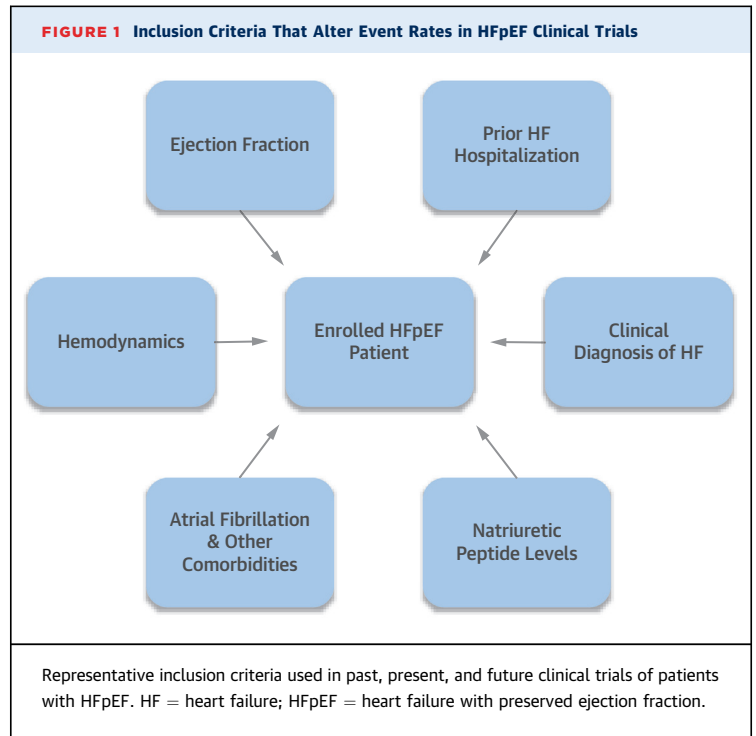 FIGURE 1 Inclusion Criteria That Alter Event Rates in HFpEF Clinical Trials
Ejection Fraction
Prior HF
Hospitalization
Hemodynamics
Enrolled HFpEF
Patient
Clinical
Diagnosis of HF
Atrial Fibrillation
& Other
Comorbidities
Natriuretic
Peptide Levels
Representative inclusion criteria used in past, present, and future clinical trials of patients
with HFpEF. HF = heart failure; HFpEF = heart failure with preserved ejection fraction.